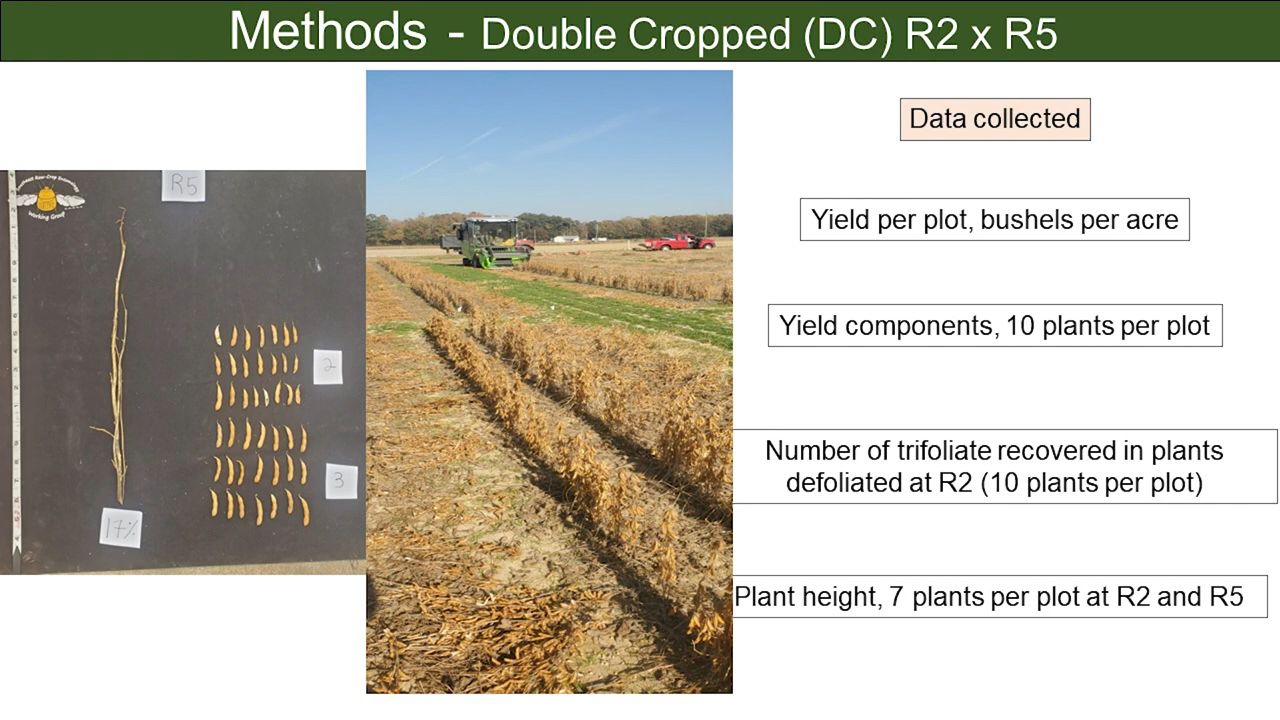 Methods - Double Cropped (DC) R2 x R5
Data collected
R5
Working Group
Yield per plot, bushels per acre
Yield components, 10 plants per plot
2
Number of trifoliate recovered in plants
defoliated at R2 (10 plants per plot)
3
17%
Plant height, 7 plants per plot at R2 and R5